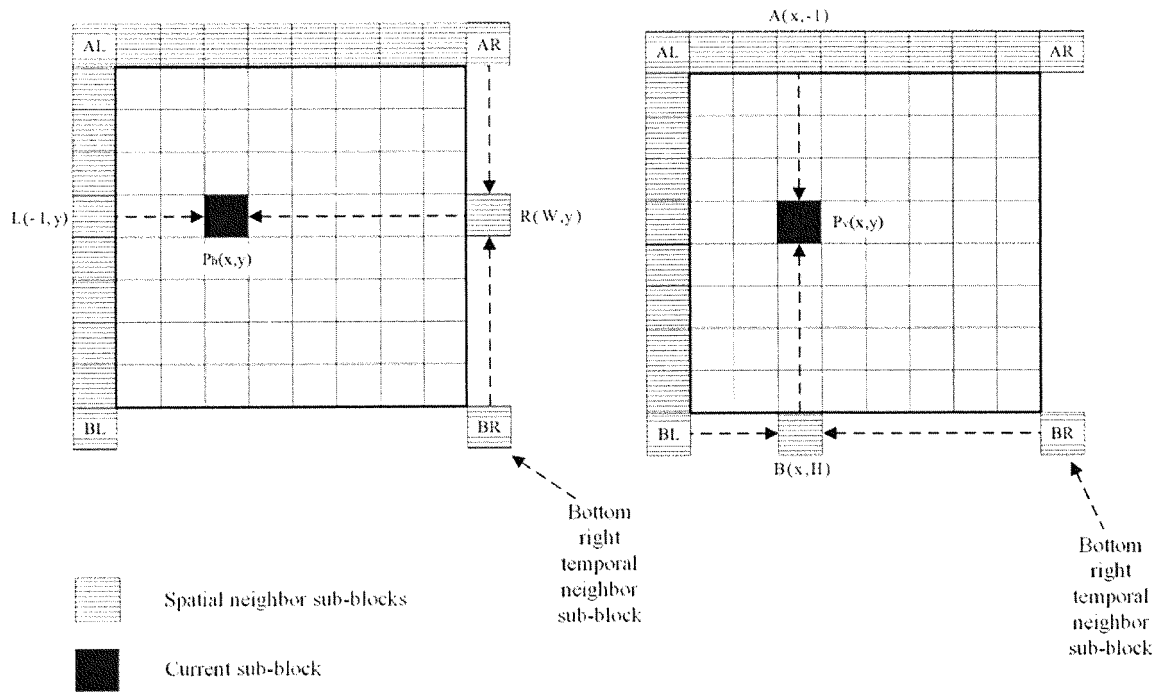 A(x,-1)
AL AR AL AR
L(-1,y) R(W,y)
Ph(x,y) Pv(x,y)
BL BR BL BR
B(x,H)
Bottom
right
temporal
neighbor
sub-block
Bottom
right
temporal
neighbor
sub-block
Spatial neighbor sub-blocks
Current sub-block